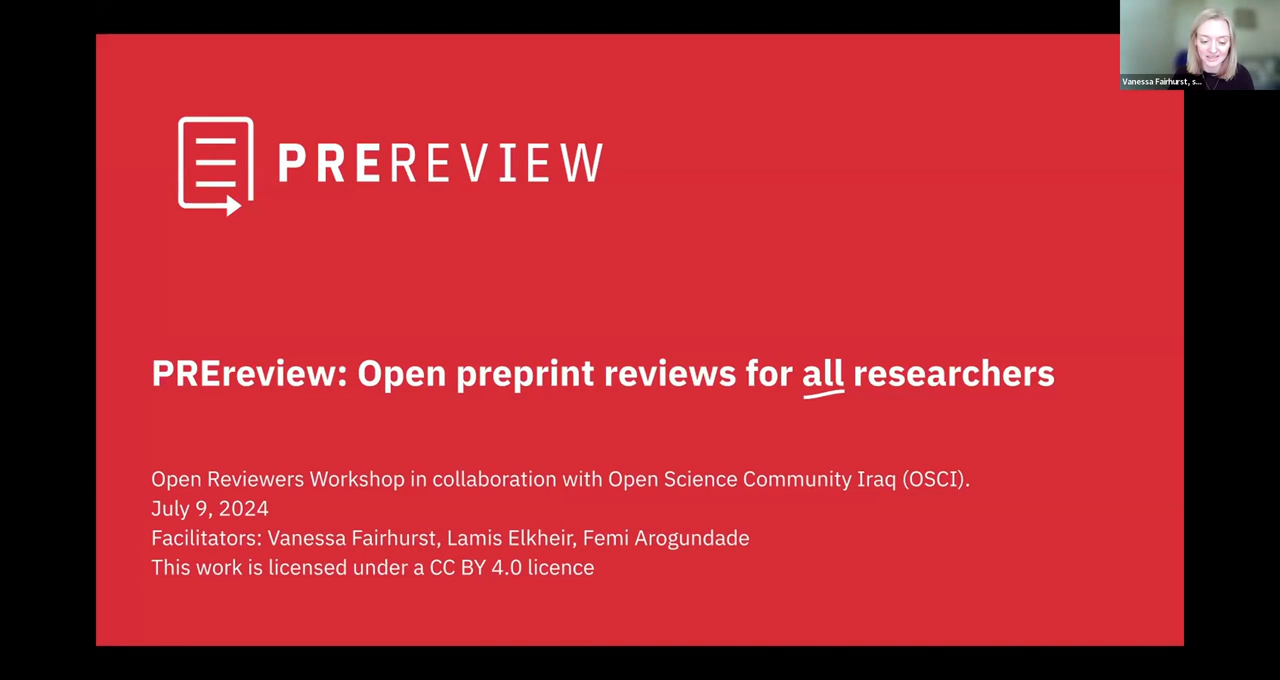 Vanessa Fairhurst, s...
PREREVIEW
PREreview: Open preprint reviews for all researchers
Open Reviewers Workshop in collaboration with Open Science Community Iraq (OSCI).
July 9, 2024
Facilitators: Vanessa Fairhurst, Lamis Elkheir, Femi Arogundade
This work is licensed under a CC BY 4.0 licence